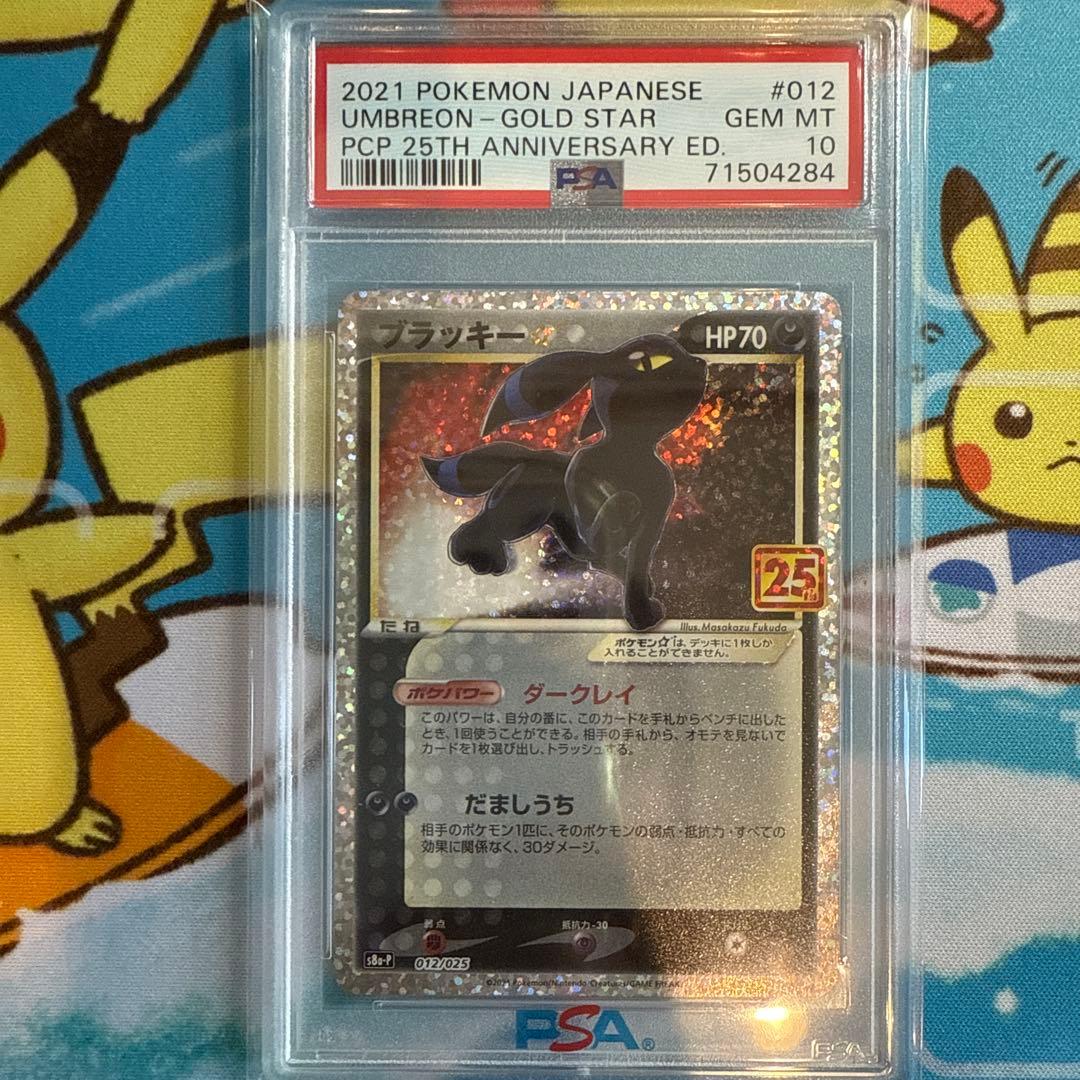 2021 POKEMON JAPANESE #012
UMBREON-GOLD STAR GEM MT
PCP 25TH ANNIVERSARY ED. 10
PSA 71504284
ブラッキー☆ HP70
25th
たね
Illus. Masakazu Fukuda
ポケモン☆は、デッキに1枚しか
入れることができません。
ポケパワー ダークレイ
このパワーは、自分の番に、このカードを手札からベンチに出した
とき、1回使うことができる。相手の手札から、オモテを見ないで
カードを1枚選び出し、トラッシュする。
だましうち
相手のポケモン1匹に、そのポケモンの弱点・抵抗力・すべての
効果に関係なく、30ダメージ。
弱点 抵抗力 -30
s8a-P 012/025
©2021 Pokémon/Nintendo/Creatures/GAME FREAK
PSA®
PSA